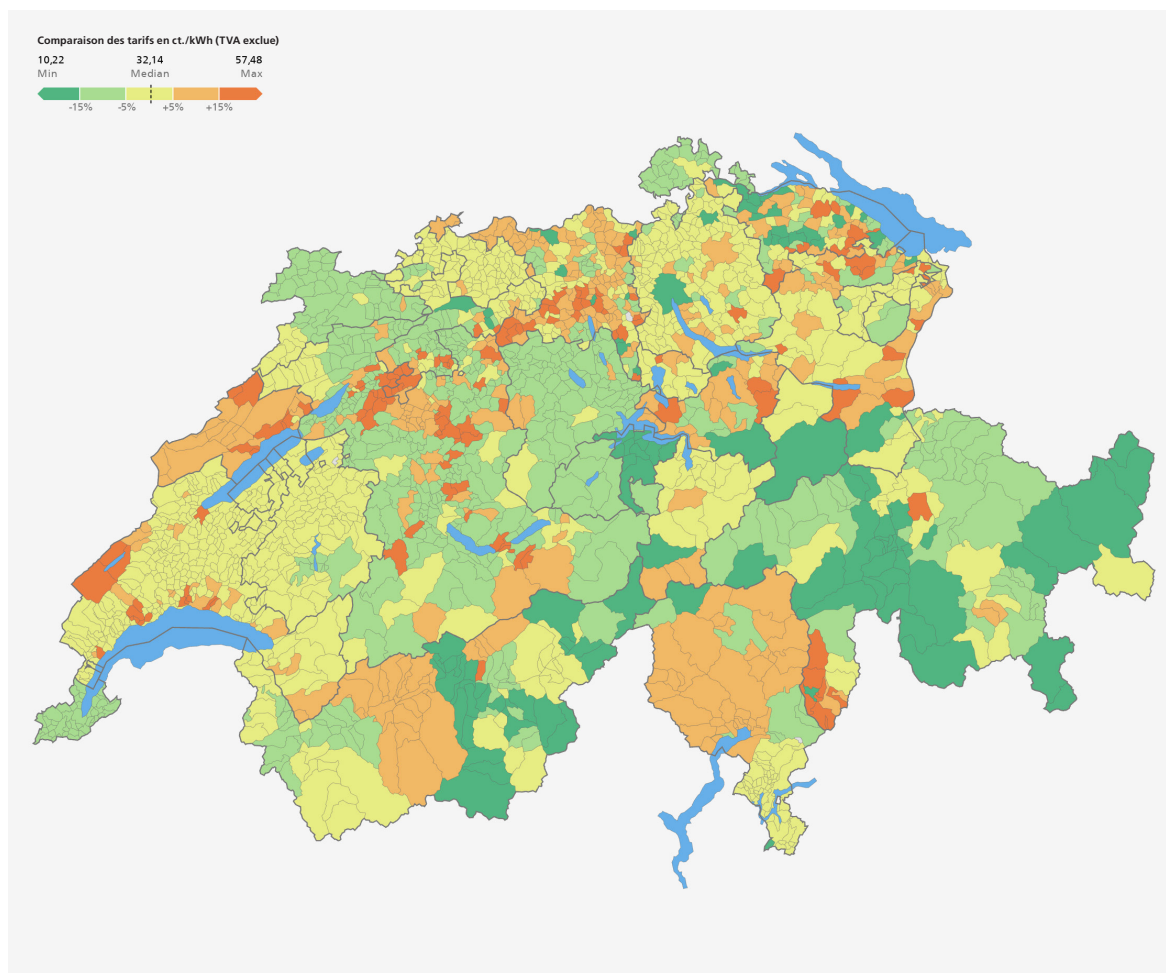 Comparaison des tarifs en ct./kWh (TVA exclue)
10,22 32,14 57,48
Min Median Max
-15% -5% +5% +15%